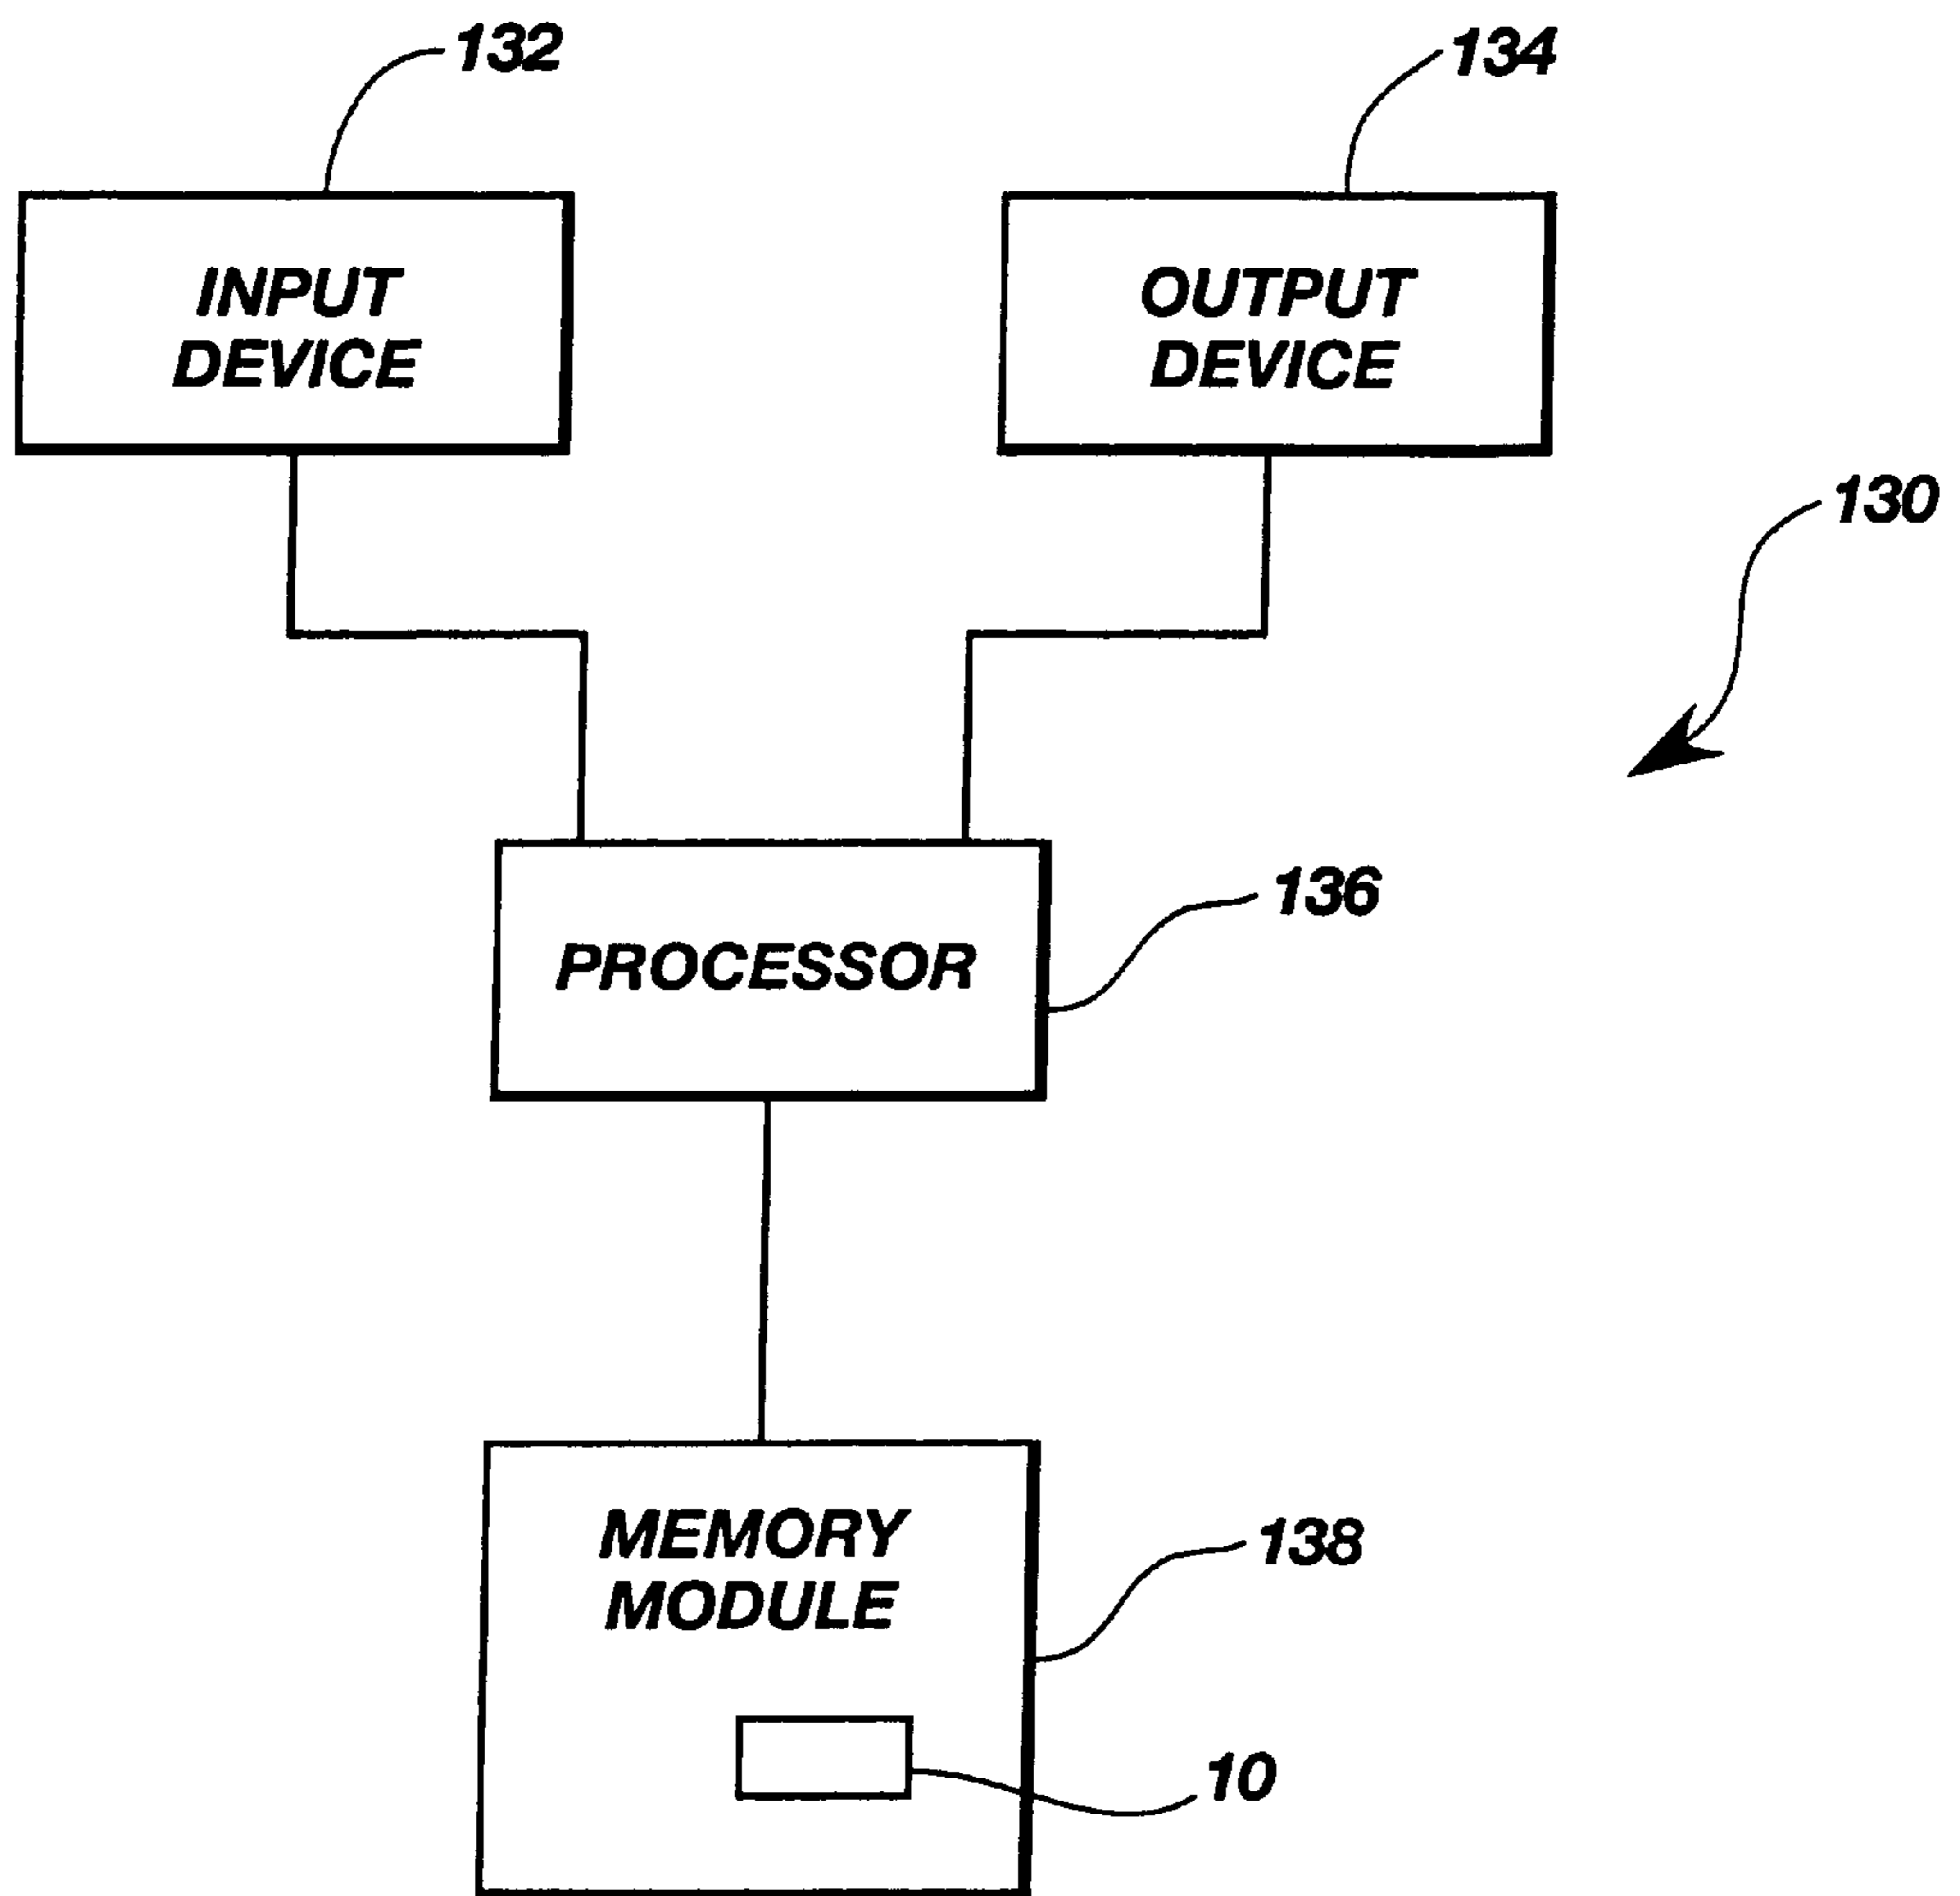 132
134
INPUT
DEVICE
OUTPUT
DEVICE
130
136
PROCESSOR
MEMORY
MODULE
138
10